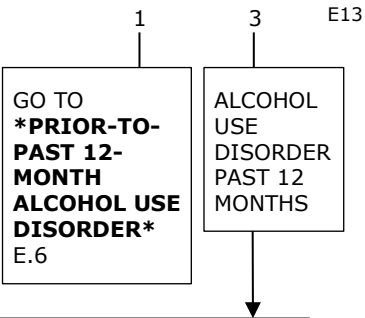 1 3 E13
GO TO
*PRIOR-TO-
PAST 12-
MONTH
ALCOHOL USE
DISORDER*
E.6
ALCOHOL
USE
DISORDER
PAST 12
MONTHS